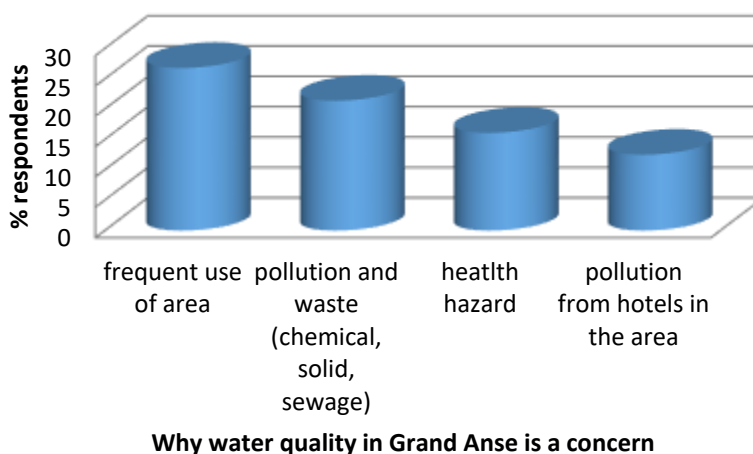 % respondents
30
25
20
15
10
5
0
frequent use
of area
pollution and
waste
(chemical,
solid,
sewage)
heatlth
hazard
pollution
from hotels in
the area
Why water quality in Grand Anse is a concern